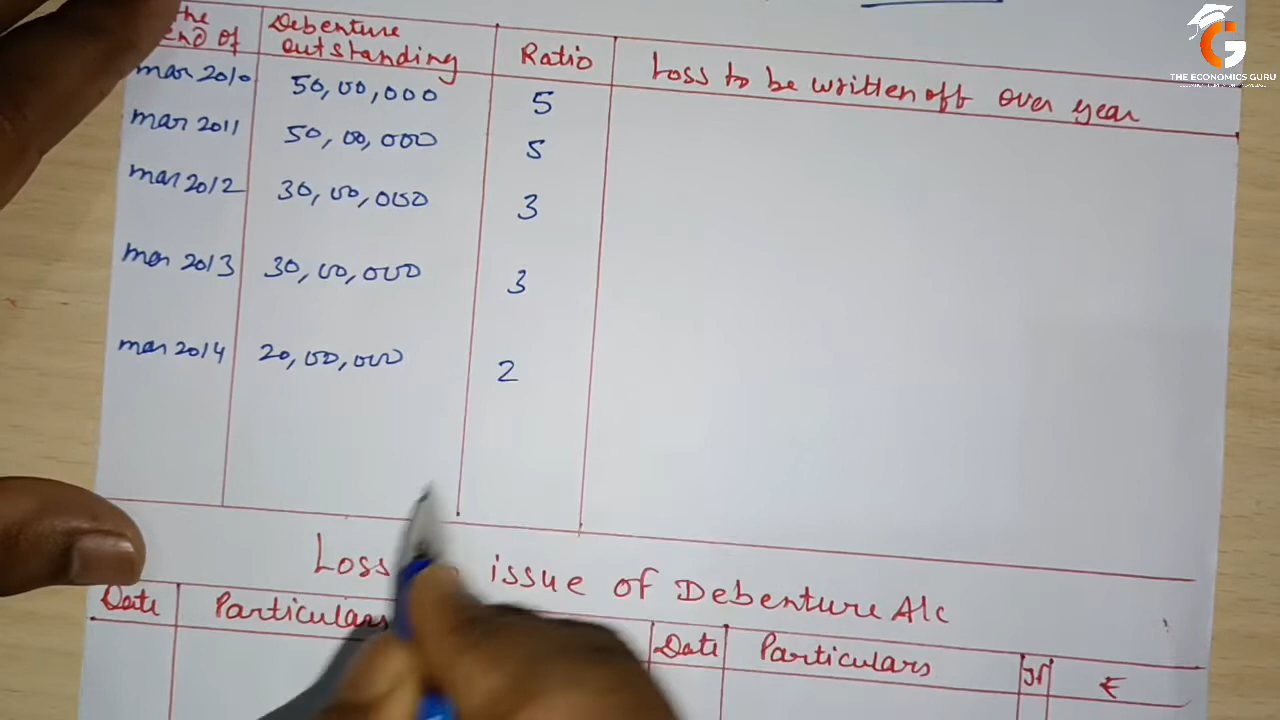 the end of | Debenture outstanding | Ratio | Loss to be written off over year
mar 2010 | 50,00,000 | 5
mar 2011 | 50,00,000 | 5
mar 2012 | 30,00,000 | 3
mar 2013 | 30,00,000 | 3
mar 2014 | 20,00,000 | 2
Loss issue of Debenture A/c
Date | Particulars | Date | Particulars | Jf | ₹
THE ECONOMICS GURU